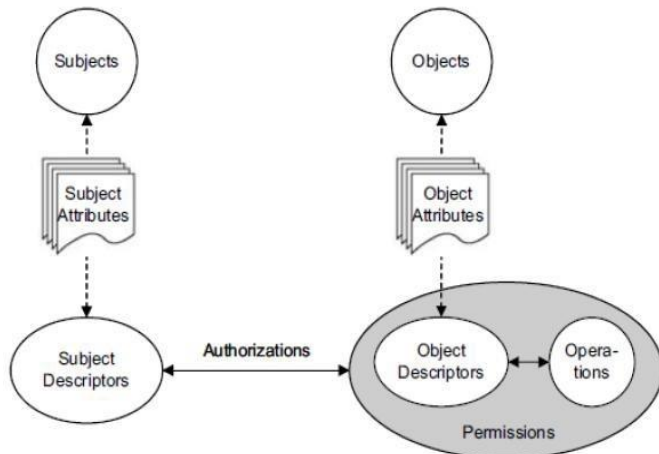 Subjects
Objects
Subject
Attributes
Object
Attributes
Subject
Descriptors
Authorizations
Object
Descriptors
Opera-
tions
Permissions